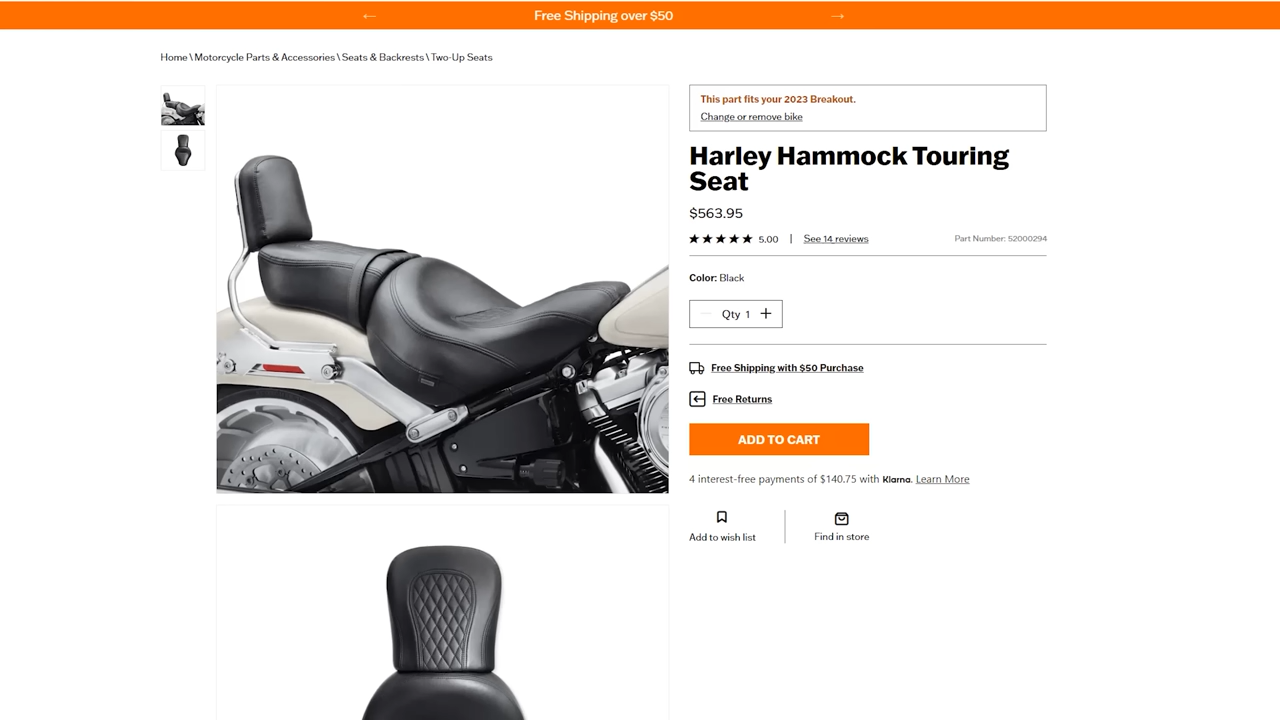 ← Free Shipping over $50 →
Home \ Motorcycle Parts & Accessories \ Seats & Backrests \ Two-Up Seats
This part fits your 2023 Breakout.
Change or remove bike
Harley Hammock Touring
Seat
$563.95
★★★★★ 5.00 | See 14 reviews Part Number: 52000294
Color: Black
Qty 1 +
Free Shipping with $50 Purchase
Free Returns
ADD TO CART
4 interest-free payments of $140.75 with Klarna. Learn More
Add to wish list
Find in store